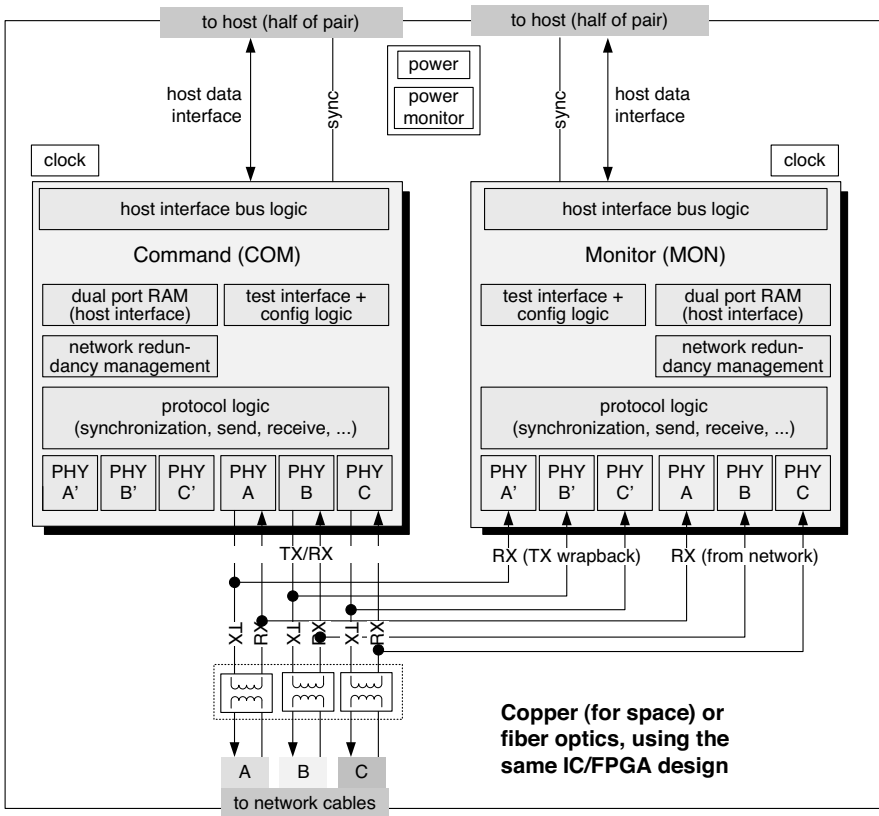 to host (half of pair)
to host (half of pair)
power
power
monitor
host data
interface
sync
sync
host data
interface
clock
clock
host interface bus logic
Command (COM)
dual port RAM
(host interface)
test interface +
config logic
network redun-
dancy management
protocol logic
(synchronization, send, receive, ...)
PHY
A'
PHY
B'
PHY
C'
PHY
A
PHY
B
PHY
C
host interface bus logic
Monitor (MON)
test interface +
config logic
dual port RAM
(host interface)
network redun-
dancy management
protocol logic
(synchronization, send, receive, ...)
PHY
A'
PHY
B'
PHY
C'
PHY
A
PHY
B
PHY
C
TX/RX
RX (TX wrapback)
RX (from network)
TX
RX
TX
RX
TX
RX
Copper (for space) or
fiber optics, using the
same IC/FPGA design
A
B
C
to network cables